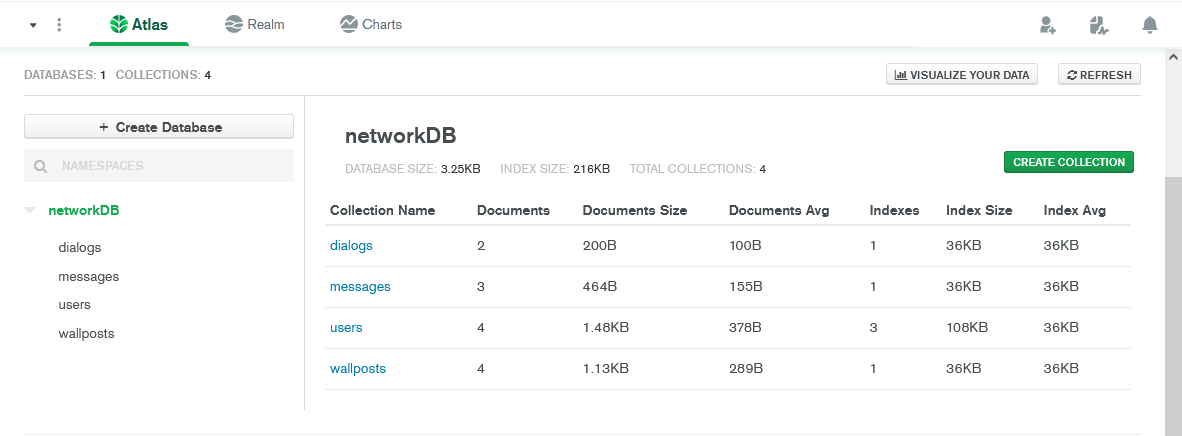 Atlas Realm Charts
DATABASES: 1 COLLECTIONS: 4
VISUALIZE YOUR DATA
REFRESH
+ Create Database
NAMESPACES
networkDB
dialogs
messages
users
wallposts
networkDB
DATABASE SIZE: 3.25KB INDEX SIZE: 216KB TOTAL COLLECTIONS: 4
CREATE COLLECTION
Collection Name Documents Documents Size Documents Avg Indexes Index Size Index Avg
dialogs 2 200B 100B 1 36KB 36KB
messages 3 464B 155B 1 36KB 36KB
users 4 1.48KB 378B 3 108KB 36KB
wallposts 4 1.13KB 289B 1 36KB 36KB